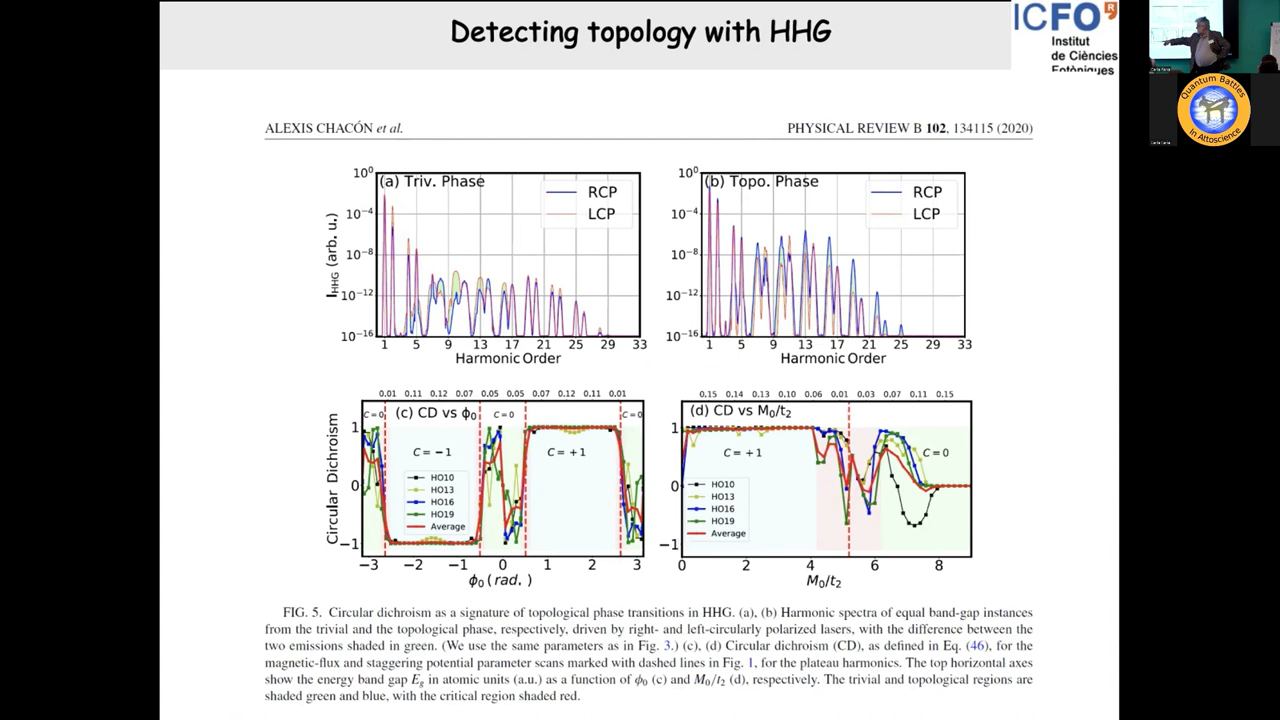 Detecting topology with HHG
ICFO
Institut
de Ciències
Fotòniques
Quantum Battles
In Attoscience
ALEXIS CHACÓN et al.
PHYSICAL REVIEW B 102, 134115 (2020)
(a) Triv. Phase
RCP
LCP
I_HHG (arb. u.)
10^0
10^−4
10^−8
10^−12
10^−16
1 5 9 13 17 21 25 29 33
Harmonic Order
(b) Topo. Phase
RCP
LCP
10^0
10^−4
10^−8
10^−12
10^−16
1 5 9 13 17 21 25 29 33
Harmonic Order
0.01 0.11 0.12 0.07 0.05 0.05 0.07 0.12 0.11 0.01
C=0 (c) CD vs ϕ₀ C=0 C=0
C = −1 C = +1
HO10
HO13
HO16
HO19
Average
Circular Dichroism
1
0
−1
−3 −2 −1 0 1 2 3
ϕ₀ (rad.)
0.15 0.14 0.13 0.10 0.06 0.01 0.03 0.07 0.11 0.15
(d) CD vs M₀/t₂
C = +1 C = 0
HO10
HO13
HO16
HO19
Average
1
0
−1
0 2 4 6 8
M₀/t₂
FIG. 5. Circular dichroism as a signature of topological phase transitions in HHG. (a), (b) Harmonic spectra of equal band-gap instances
from the trivial and the topological phase, respectively, driven by right- and left-circularly polarized lasers, with the difference between the
two emissions shaded in green. (We use the same parameters as in Fig. 3.) (c), (d) Circular dichroism (CD), as defined in Eq. (46), for the
magnetic-flux and staggering potential parameter scans marked with dashed lines in Fig. 1, for the plateau harmonics. The top horizontal axes
show the energy band gap E_g in atomic units (a.u.) as a function of ϕ₀ (c) and M₀/t₂ (d), respectively. The trivial and topological regions are
shaded green and blue, with the critical region shaded red.